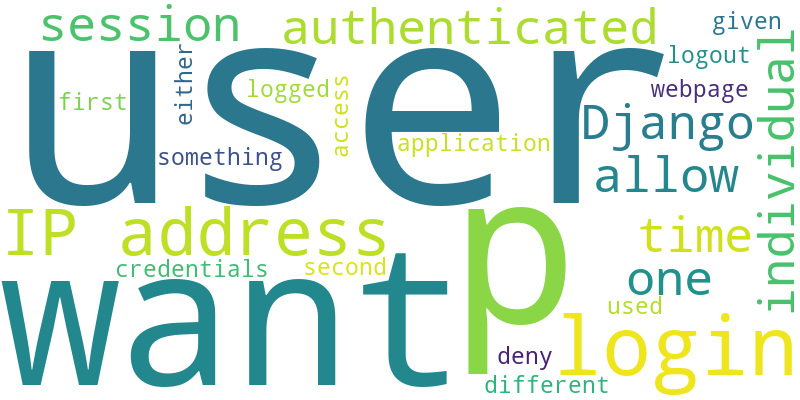 session
authenticated
given
logout
first
either
logged
access
webpage
individual
user
Django
something
application
allow
IP address
p
time
credentials
second
one
want
used
login
deny
different